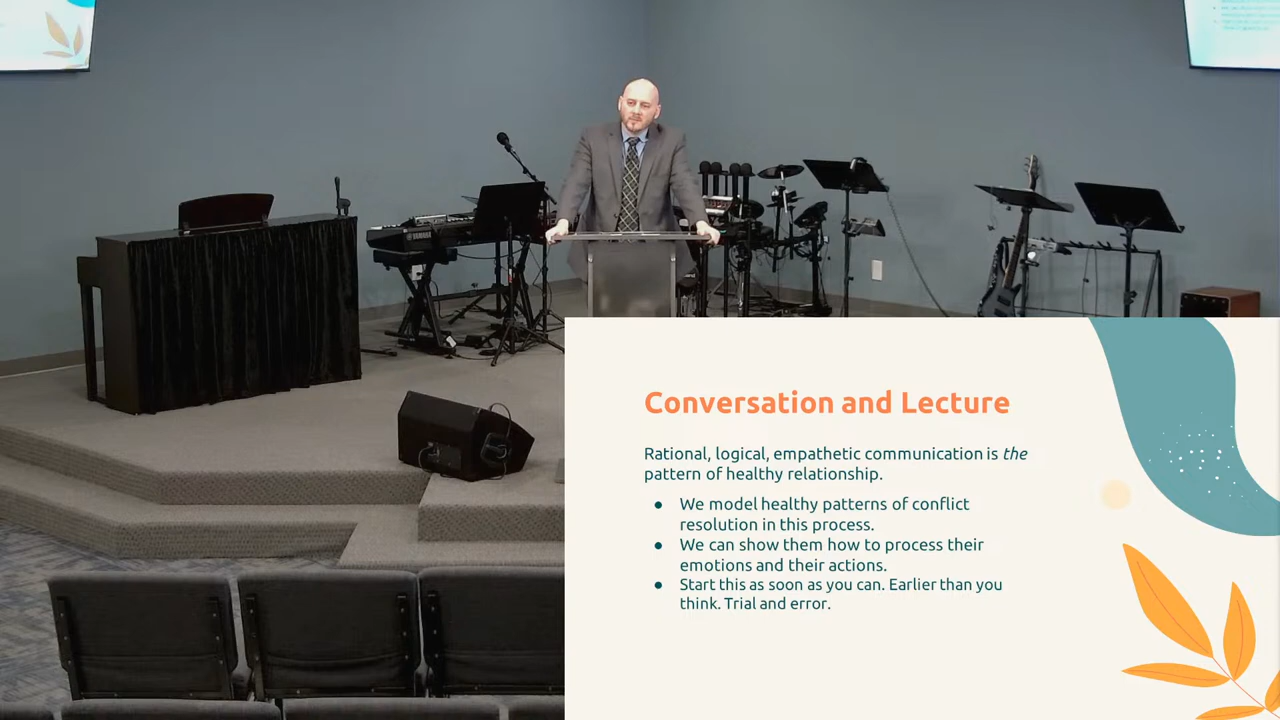 YAMAHA
Conversation and Lecture
Rational, logical, empathetic communication is the
pattern of healthy relationship.
● We model healthy patterns of conflict
resolution in this process.
● We can show them how to process their
emotions and their actions.
● Start this as soon as you can. Earlier than you
think. Trial and error.